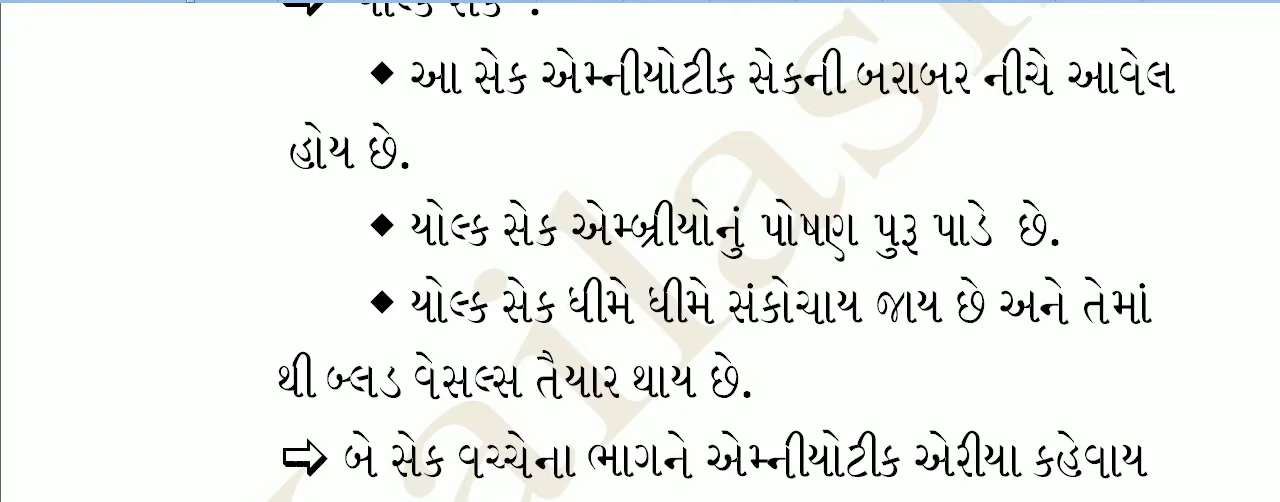 ⇨ યોલ્ક સેક :
◆ આ સેક એમ્નીયોટીક સેકની બરાબર નીચે આવેલ
હોય છે.
◆ યોલ્ક સેક એમ્બ્રીયોનું પોષણ પુરૂ પાડે છે.
◆ યોલ્ક સેક ધીમે ધીમે સંકોચાય જાય છે અને તેમાં
થી બ્લડ વેસલ્સ તૈયાર થાય છે.
⇨ બે સેક વચ્ચેના ભાગને એમ્નીયોટીક એરીયા કહેવાય